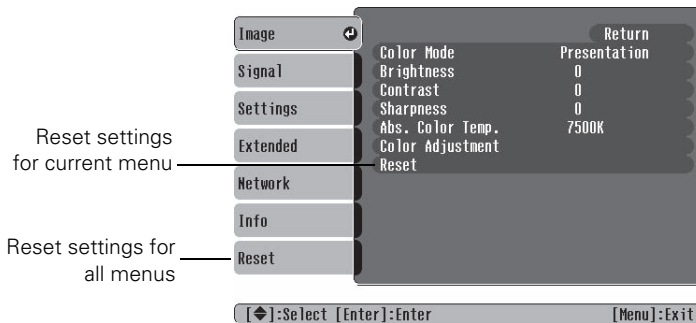 Image
Signal
Settings
Extended
Network
Info
Reset
Return
Color Mode Presentation
Brightness 0
Contrast 0
Sharpness 0
Abs. Color Temp. 7500K
Color Adjustment
Reset
Reset settings
for current menu
Reset settings for
all menus
[]:Select [Enter]:Enter [Menu]:Exit